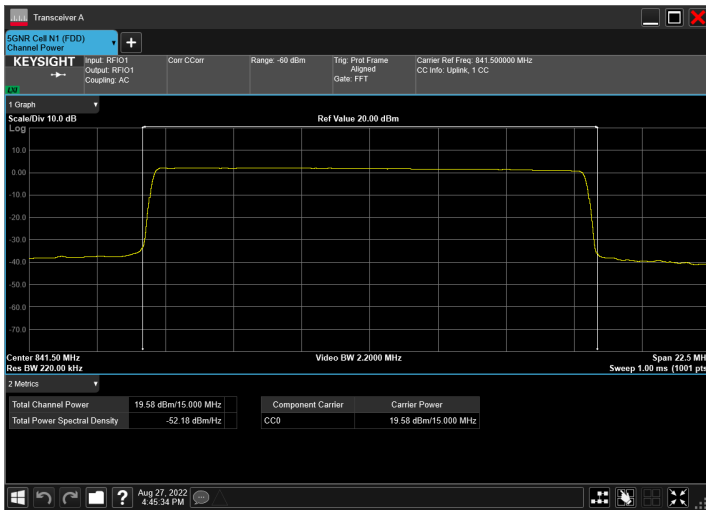 Transceiver A
5GNR Cell N1 (FDD)
Channel Power
+
KEYSIGHT
LXI
Input: RFIO1
Output: RFIO1
Coupling: AC
Corr CCorr
Range: -60 dBm
Trig: Prot Frame
Aligned
Gate: FFT
Carrier Ref Freq: 841.500000 MHz
CC Info: Uplink, 1 CC
1 Graph
Scale/Div 10.0 dB
Ref Value 20.00 dBm
Log
10.0
0.00
-10.0
-20.0
-30.0
-40.0
-50.0
-60.0
-70.0
Center 841.50 MHz
Video BW 2.2000 MHz
Span 22.5 MH
Res BW 220.00 kHz
Sweep 1.00 ms (1001 pts
2 Metrics
Total Channel Power 19.58 dBm/15.000 MHz
Total Power Spectral Density -52.18 dBm/Hz
Component Carrier Carrier Power
CC0 19.58 dBm/15.000 MHz
?
Aug 27, 2022
4:45:34 PM